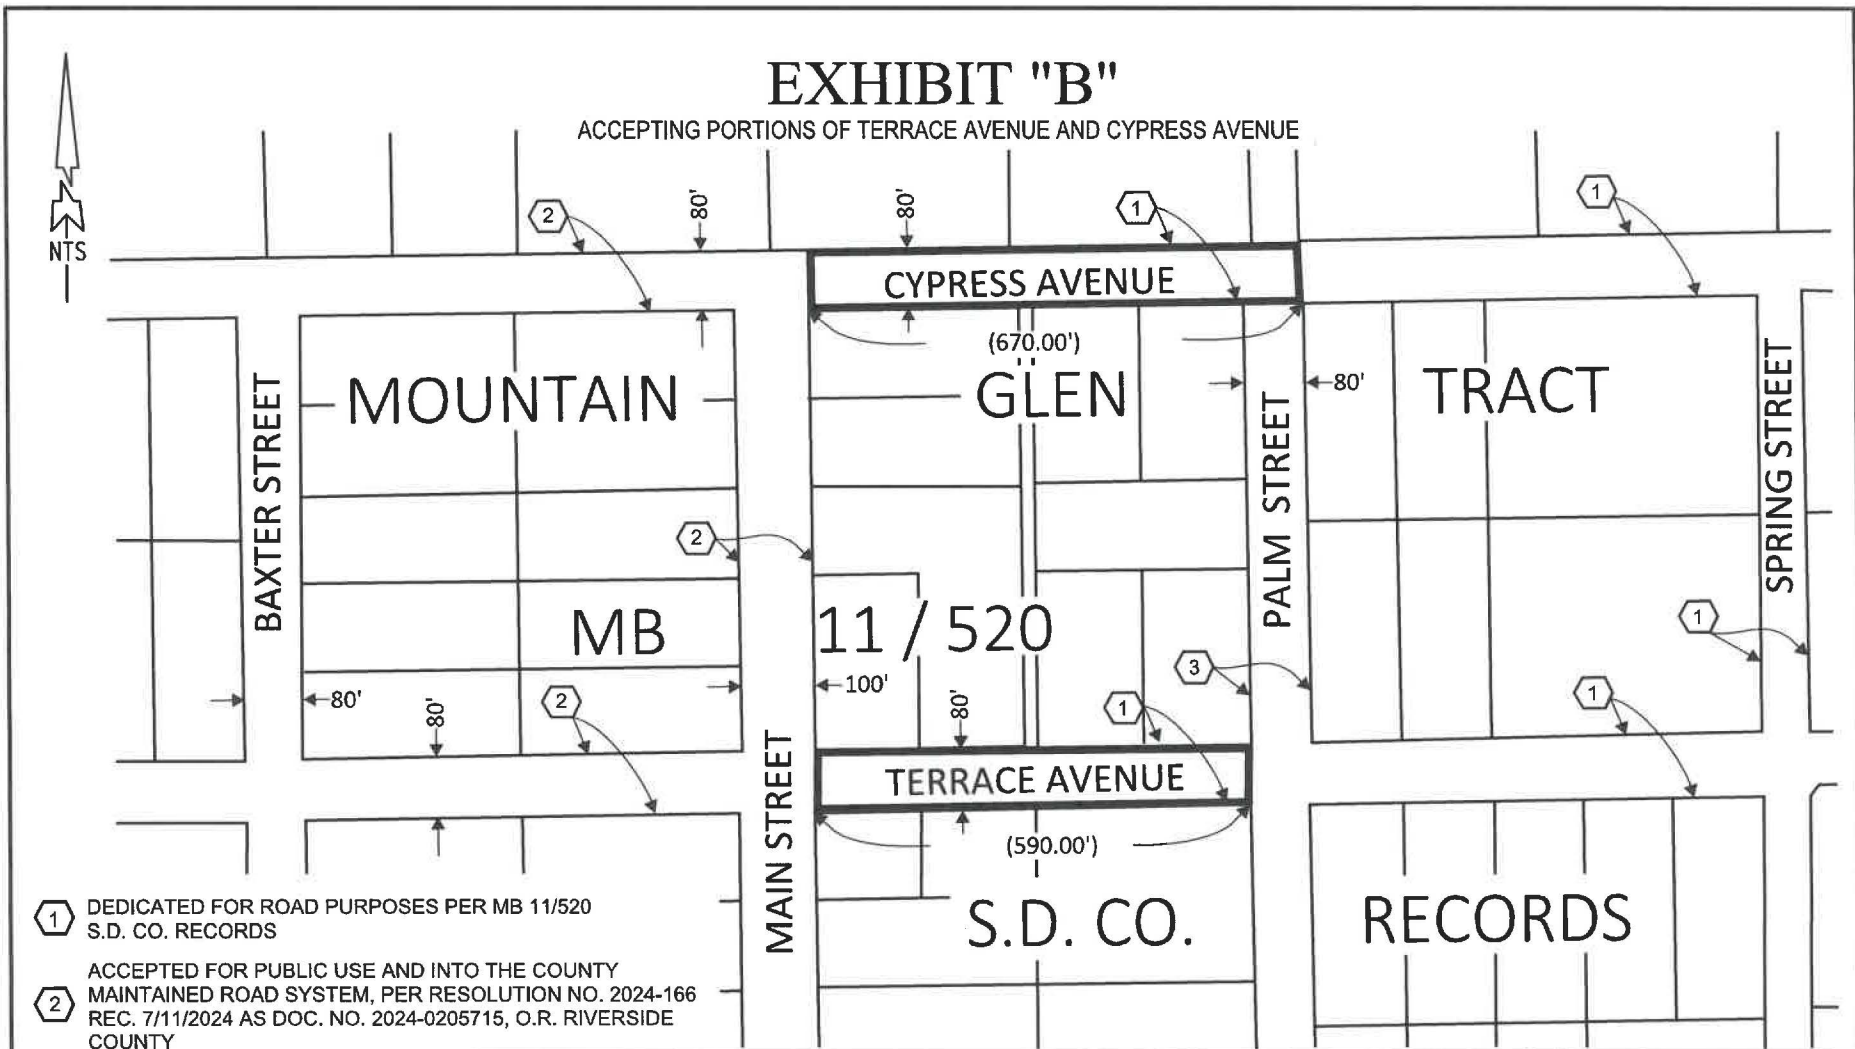 EXHIBIT "B"
ACCEPTING PORTIONS OF TERRACE AVENUE AND CYPRESS AVENUE
NTS
2
80'
80'
1
1
CYPRESS AVENUE
(670.00')
MOUNTAIN
GLEN
80'
TRACT
BAXTER STREET
PALM STREET
SPRING STREET
2
MB
11 / 520
1
3
80'
80'
2
100'
80'
1
1
MAIN STREET
TERRACE AVENUE
(590.00')
S.D. CO.
RECORDS
1 DEDICATED FOR ROAD PURPOSES PER MB 11/520
S.D. CO. RECORDS
ACCEPTED FOR PUBLIC USE AND INTO THE COUNTY
2 MAINTAINED ROAD SYSTEM, PER RESOLUTION NO. 2024-166
REC. 7/11/2024 AS DOC. NO. 2024-0205715, O.R. RIVERSIDE
COUNTY